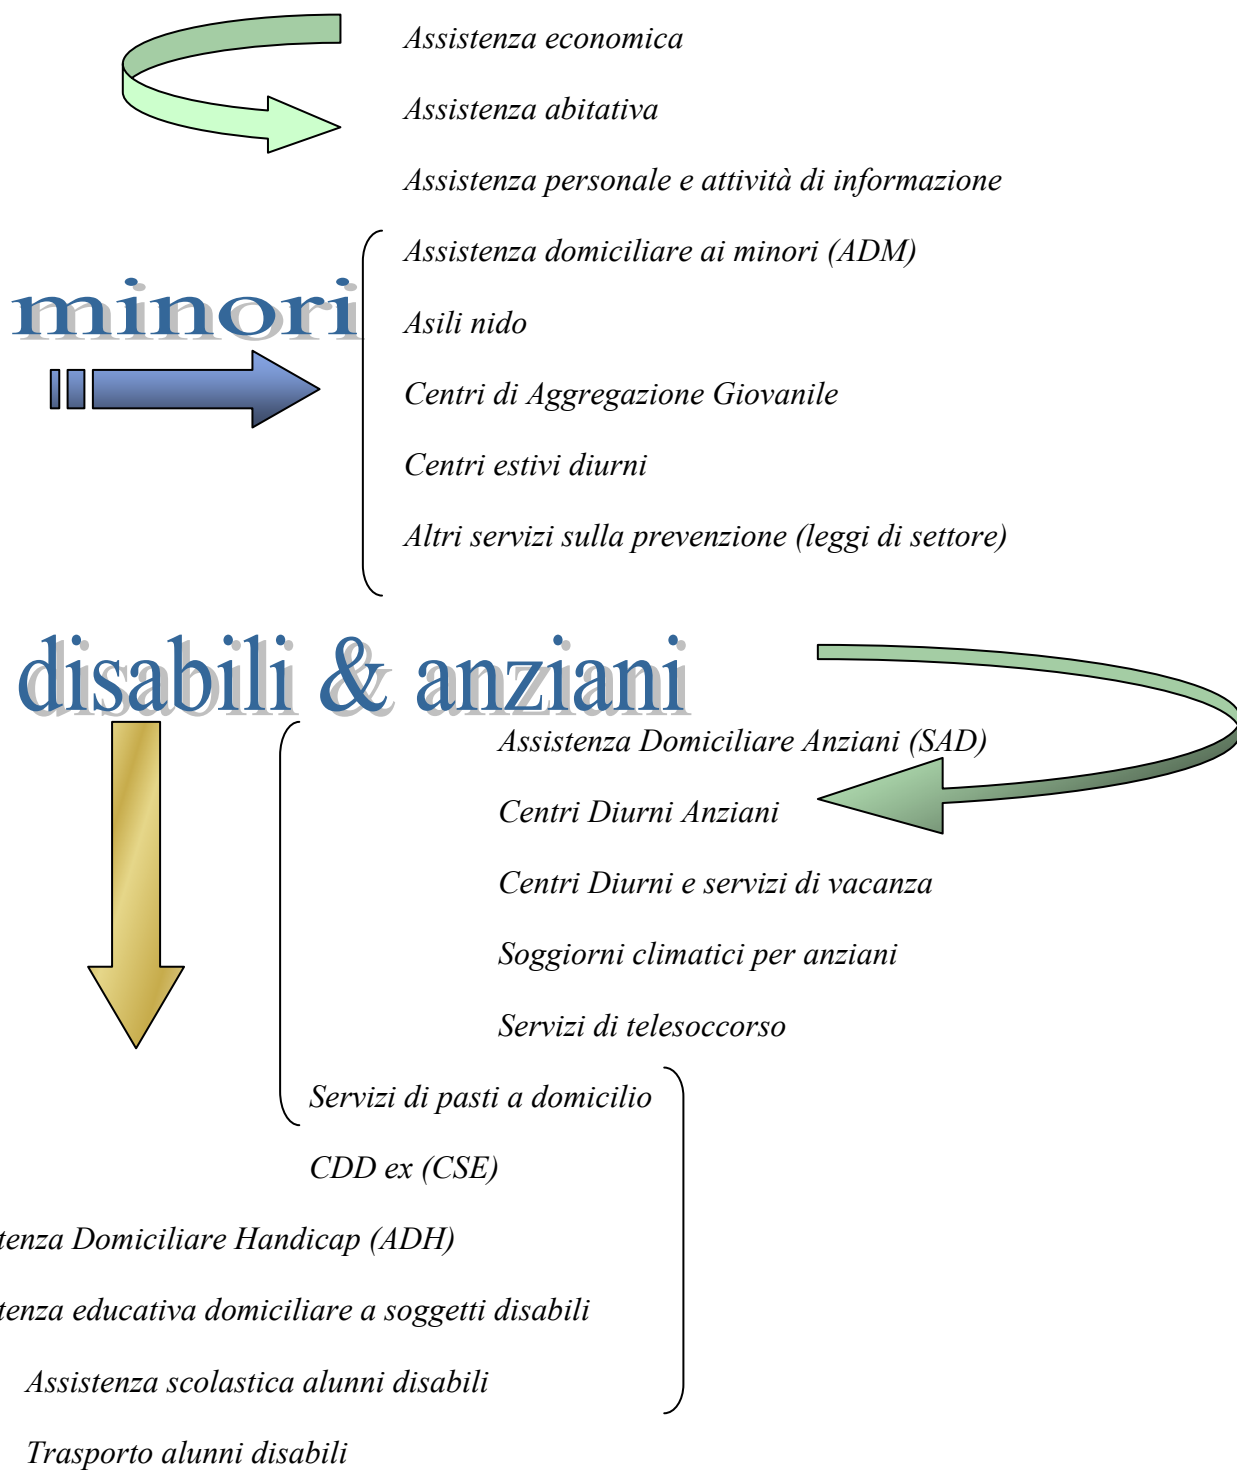 Assistenza economica
Assistenza abitativa
Assistenza personale e attività di informazione
Assistenza domiciliare ai minori (ADM)
minori
Asili nido
Centri di Aggregazione Giovanile
Centri estivi diurni
Altri servizi sulla prevenzione (leggi di settore)
disabili & anziani
Assistenza Domiciliare Anziani (SAD)
Centri Diurni Anziani
Centri Diurni e servizi di vacanza
Soggiorni climatici per anziani
Servizi di telesoccorso
Servizi di pasti a domicilio
CDD ex (CSE)
tenza Domiciliare Handicap (ADH)
tenza educativa domiciliare a soggetti disabili
Assistenza scolastica alunni disabili
Trasporto alunni disabili